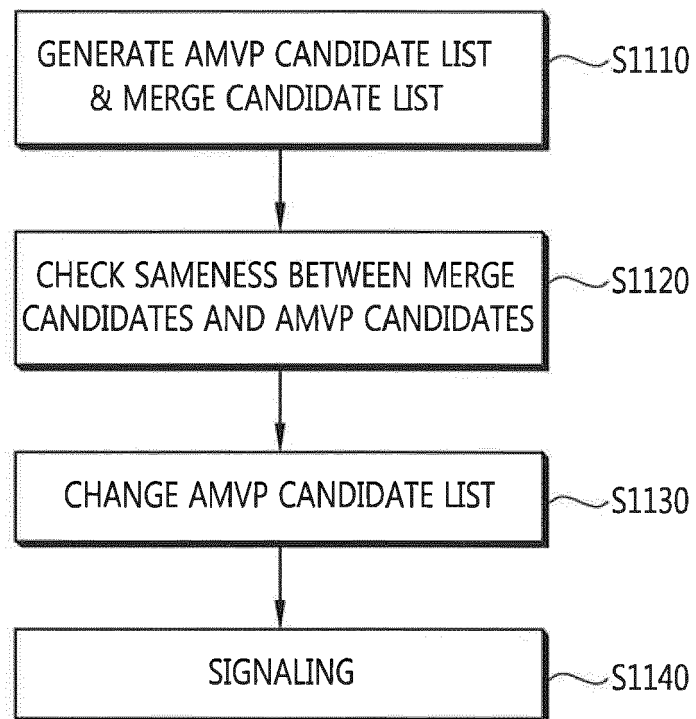 GENERATE AMVP CANDIDATE LIST
& MERGE CANDIDATE LIST
S1110
CHECK SAMENESS BETWEEN MERGE
CANDIDATES AND AMVP CANDIDATES
S1120
CHANGE AMVP CANDIDATE LIST
S1130
SIGNALING
S1140